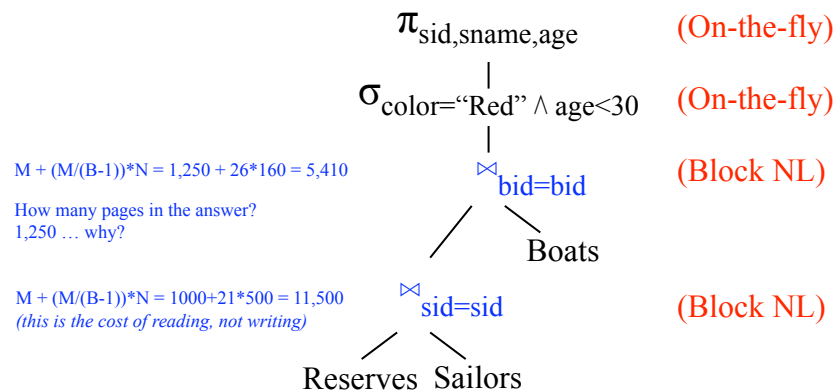 π sid,sname,age (On-the-fly)
σ color="Red" ∧ age<30 (On-the-fly)
M + (M/(B-1))*N = 1,250 + 26*160 = 5,410
⋈ bid=bid (Block NL)
How many pages in the answer?
1,250 … why?
Boats
M + (M/(B-1))*N = 1000+21*500 = 11,500
(this is the cost of reading, not writing)
⋈ sid=sid (Block NL)
Reserves Sailors